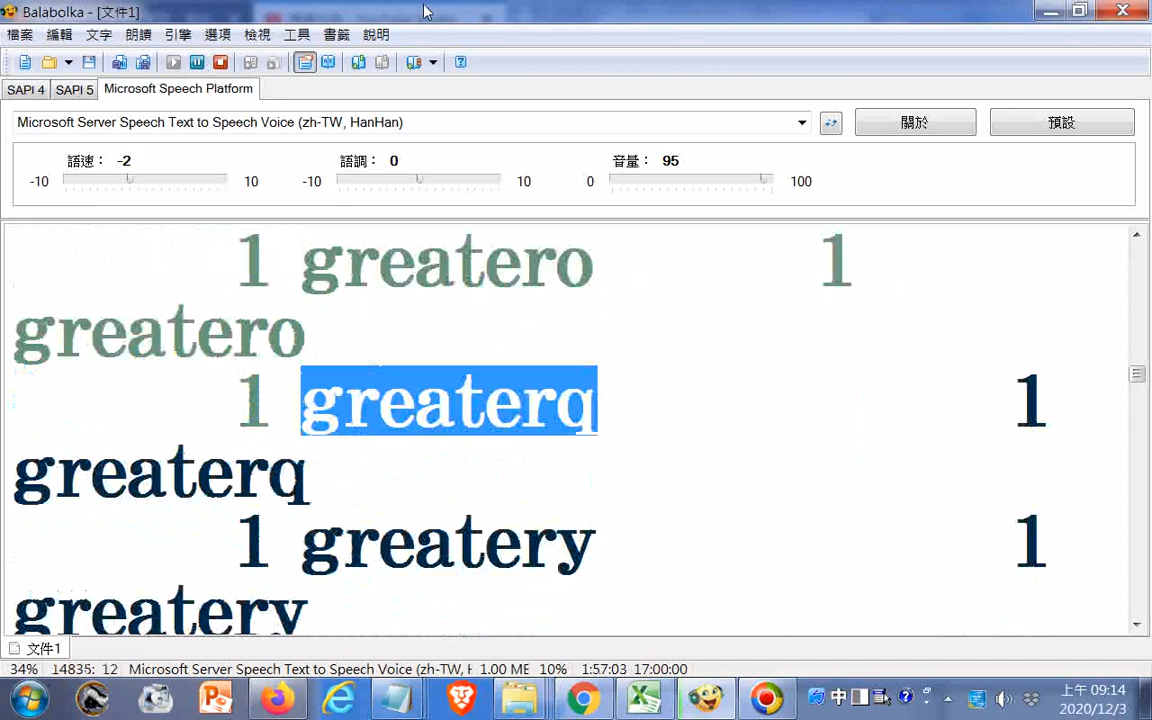 Balabolka - [文件1]
檔案 編輯 文字 朗讀 引擎 選項 檢視 工具 書籤 說明
SAPI 4 SAPI 5 Microsoft Speech Platform
Microsoft Server Speech Text to Speech Voice (zh-TW, HanHan) 關於 預設
語速： -2 語調： 0 音量： 95
-10 10 -10 10 0 100
1 greatero 1
greatero
1 greaterq 1
greaterq
1 greatery 1
greatery
文件1
34% 14835: 12 Microsoft Server Speech Text to Speech Voice (zh-TW, H 1.00 ME 10% 1:57:03 17:00:00
中 上午 09:14
2020/12/3